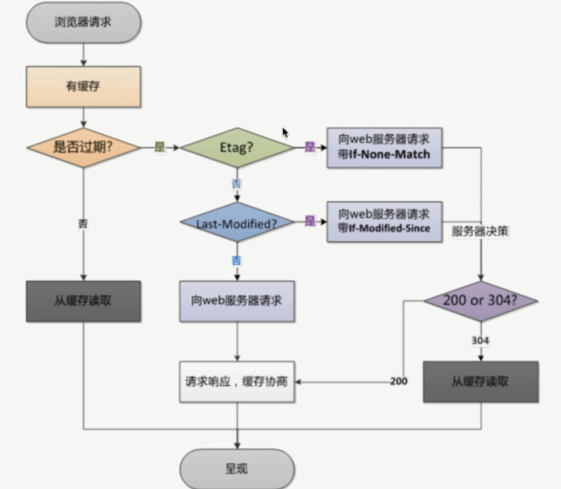 浏览器请求
有缓存
是否过期?
是
Etag?
是
向web服务器请求
带If-None-Match
否
否
Last-Modified?
是
向web服务器请求
带If-Modified-Since
服务器决策
否
从缓存读取
向web服务器请求
200 or 304?
304
请求响应，缓存协商
200
从缓存读取
呈现